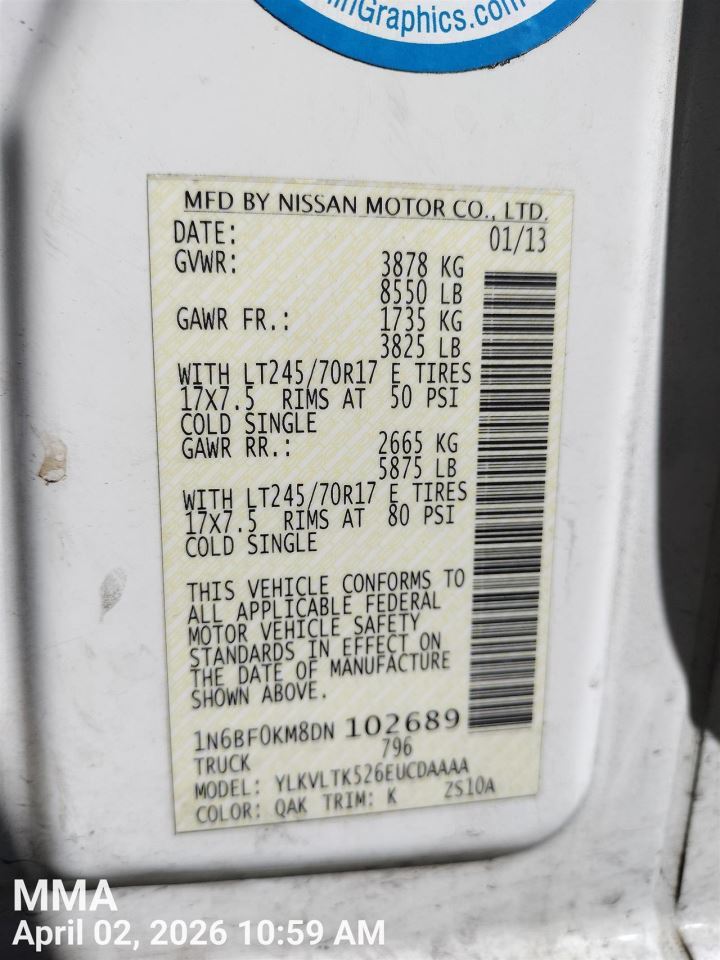 Graphics.com
MFD BY NISSAN MOTOR CO., LTD.
DATE: 01/13
GVWR: 3878 KG
8550 LB
GAWR FR.: 1735 KG
3825 LB
WITH LT245/70R17 E TIRES
17X7.5 RIMS AT 50 PSI
COLD SINGLE
GAWR RR.: 2665 KG
5875 LB
WITH LT245/70R17 E TIRES
17X7.5 RIMS AT 80 PSI
COLD SINGLE
THIS VEHICLE CONFORMS TO
ALL APPLICABLE FEDERAL
MOTOR VEHICLE SAFETY
STANDARDS IN EFFECT ON
THE DATE OF MANUFACTURE
SHOWN ABOVE.
1N6BF0KM8DN 102689
TRUCK 796
MODEL: YLKVLTK526EUCDAAAA
COLOR: QAK TRIM: K ZS10A
MMA
April 02, 2026 10:59 AM